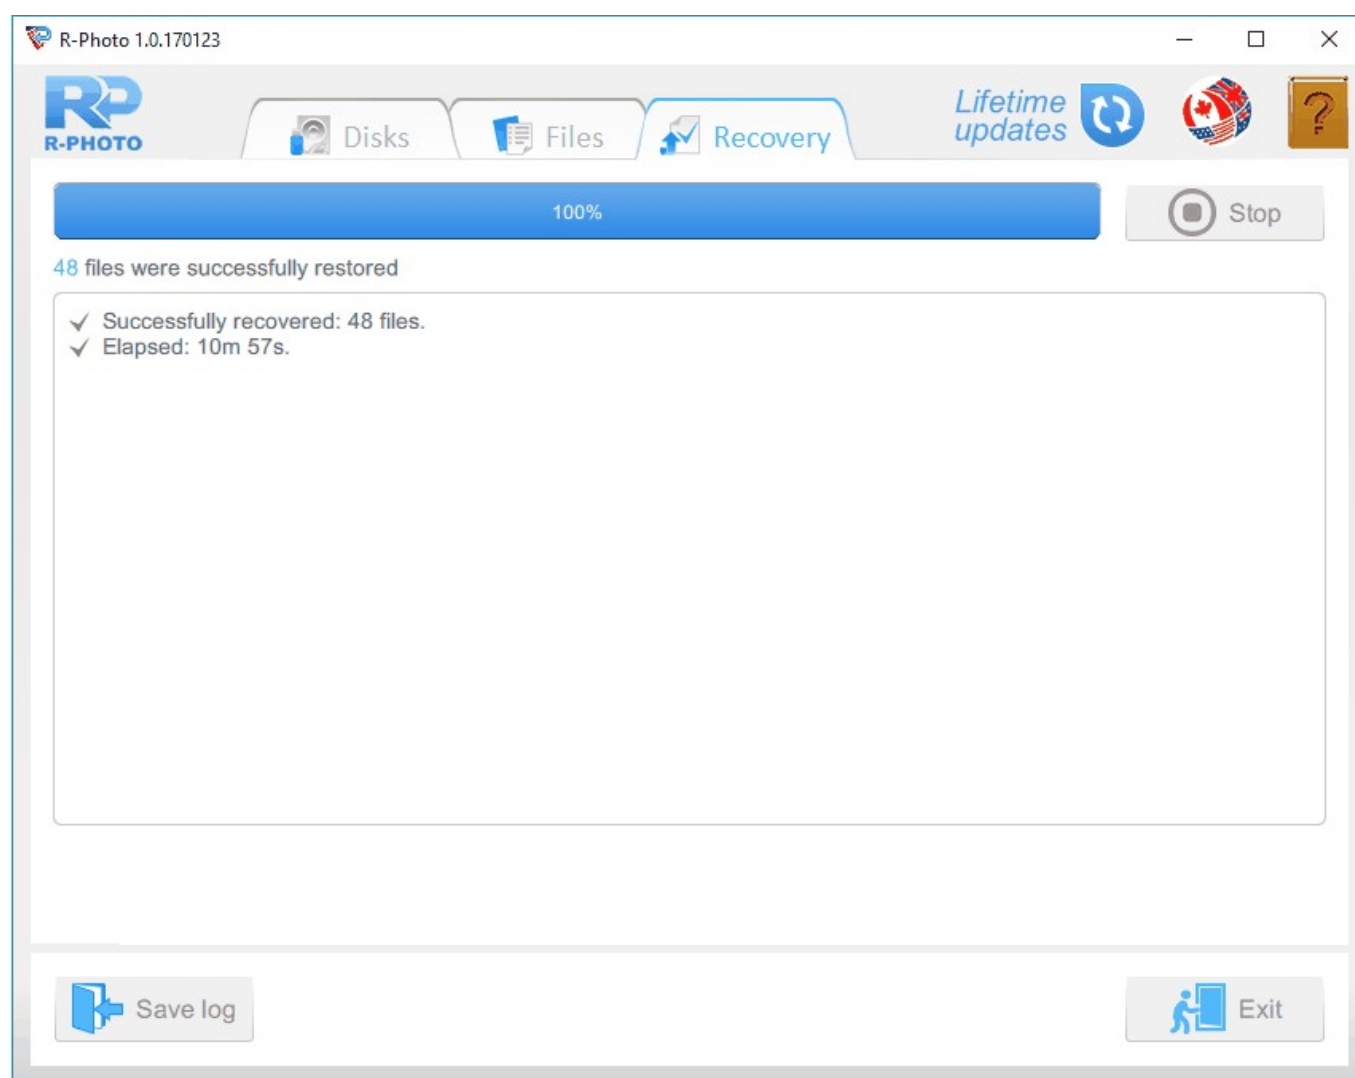 R-Photo 1.0.170123
RP
R-PHOTO
Disks
Files
Recovery
Lifetime
updates
?
100%
Stop
48 files were successfully restored
Successfully recovered: 48 files.
Elapsed: 10m 57s.
Save log
Exit